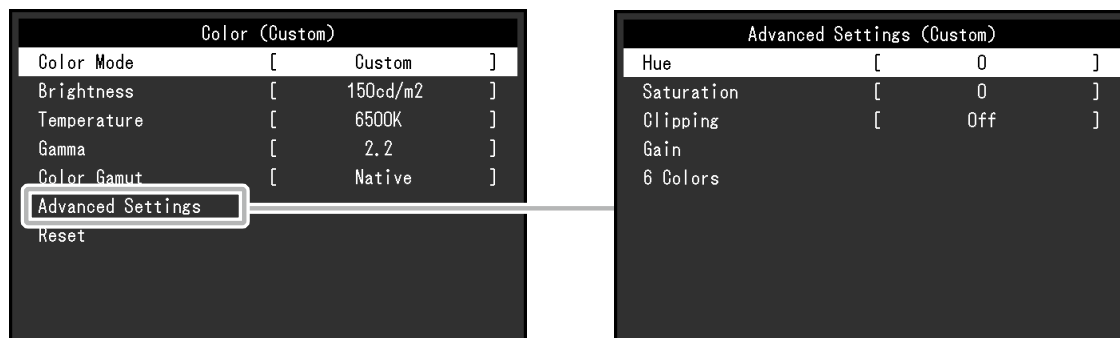 Color (Custom)
Color Mode [ Custom ]
Brightness [ 150cd/m2 ]
Temperature [ 6500K ]
Gamma [ 2.2 ]
Color Gamut [ Native ]
Advanced Settings
Reset
Advanced Settings (Custom)
Hue [ 0 ]
Saturation [ 0 ]
Clipping [ Off ]
Gain
6 Colors